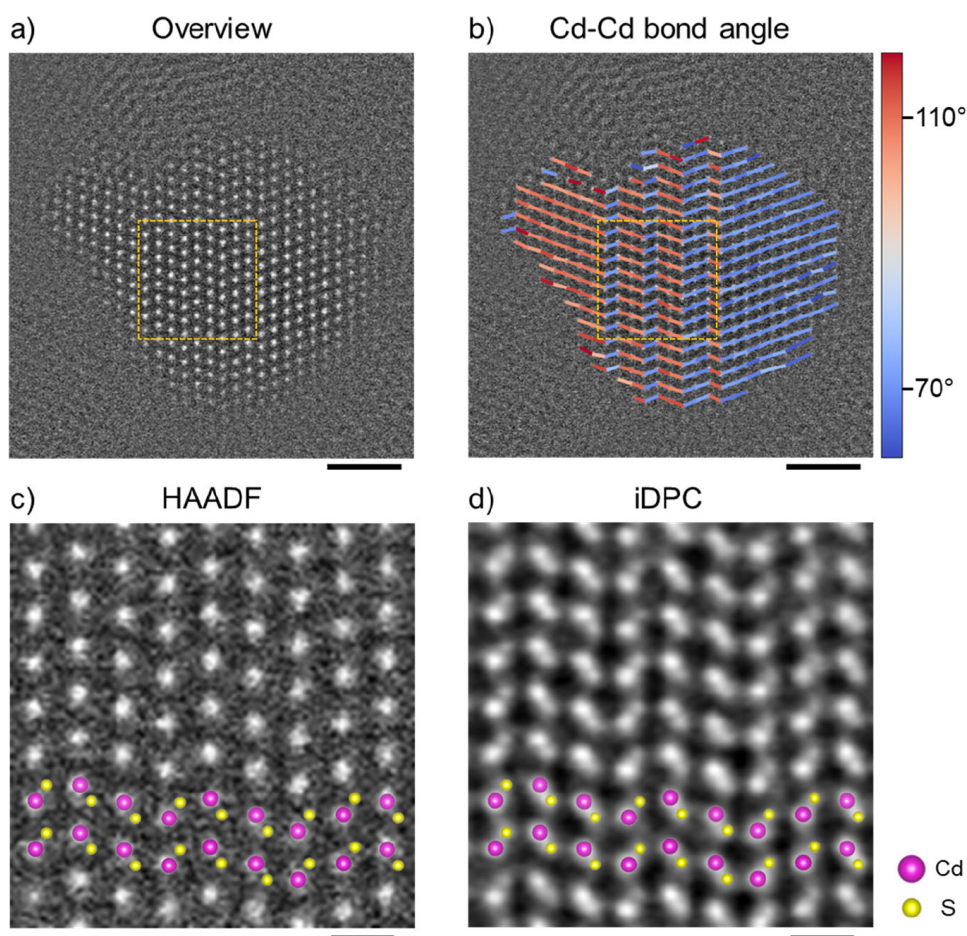 a) Overview
b) Cd-Cd bond angle
110°
70°
c) HAADF
d) iDPC
Cd
S